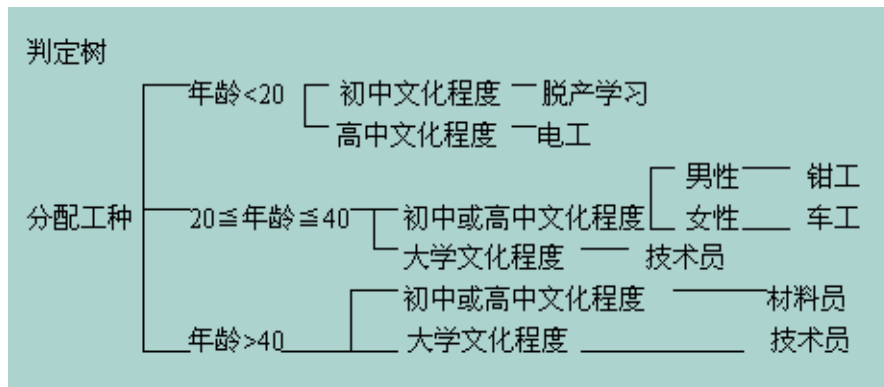 判定树
年龄<20 初中文化程度 脱产学习
高中文化程度 电工
男性 钳工
分配工种 20≦年龄≦40 初中或高中文化程度 女性 车工
大学文化程度 技术员
初中或高中文化程度 材料员
年龄>40 大学文化程度 技术员